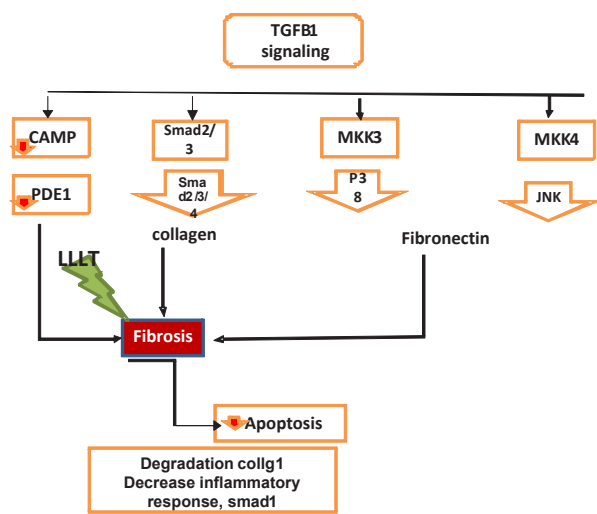 TGFB1
signaling
CAMP
Smad2/
3
MKK3
MKK4
PDE1
Sma
d2/3/
4
P3
8
JNK
collagen
Fibronectin
LLLT
Fibrosis
Apoptosis
Degradation collg1
Decrease inflammatory
response, smad1